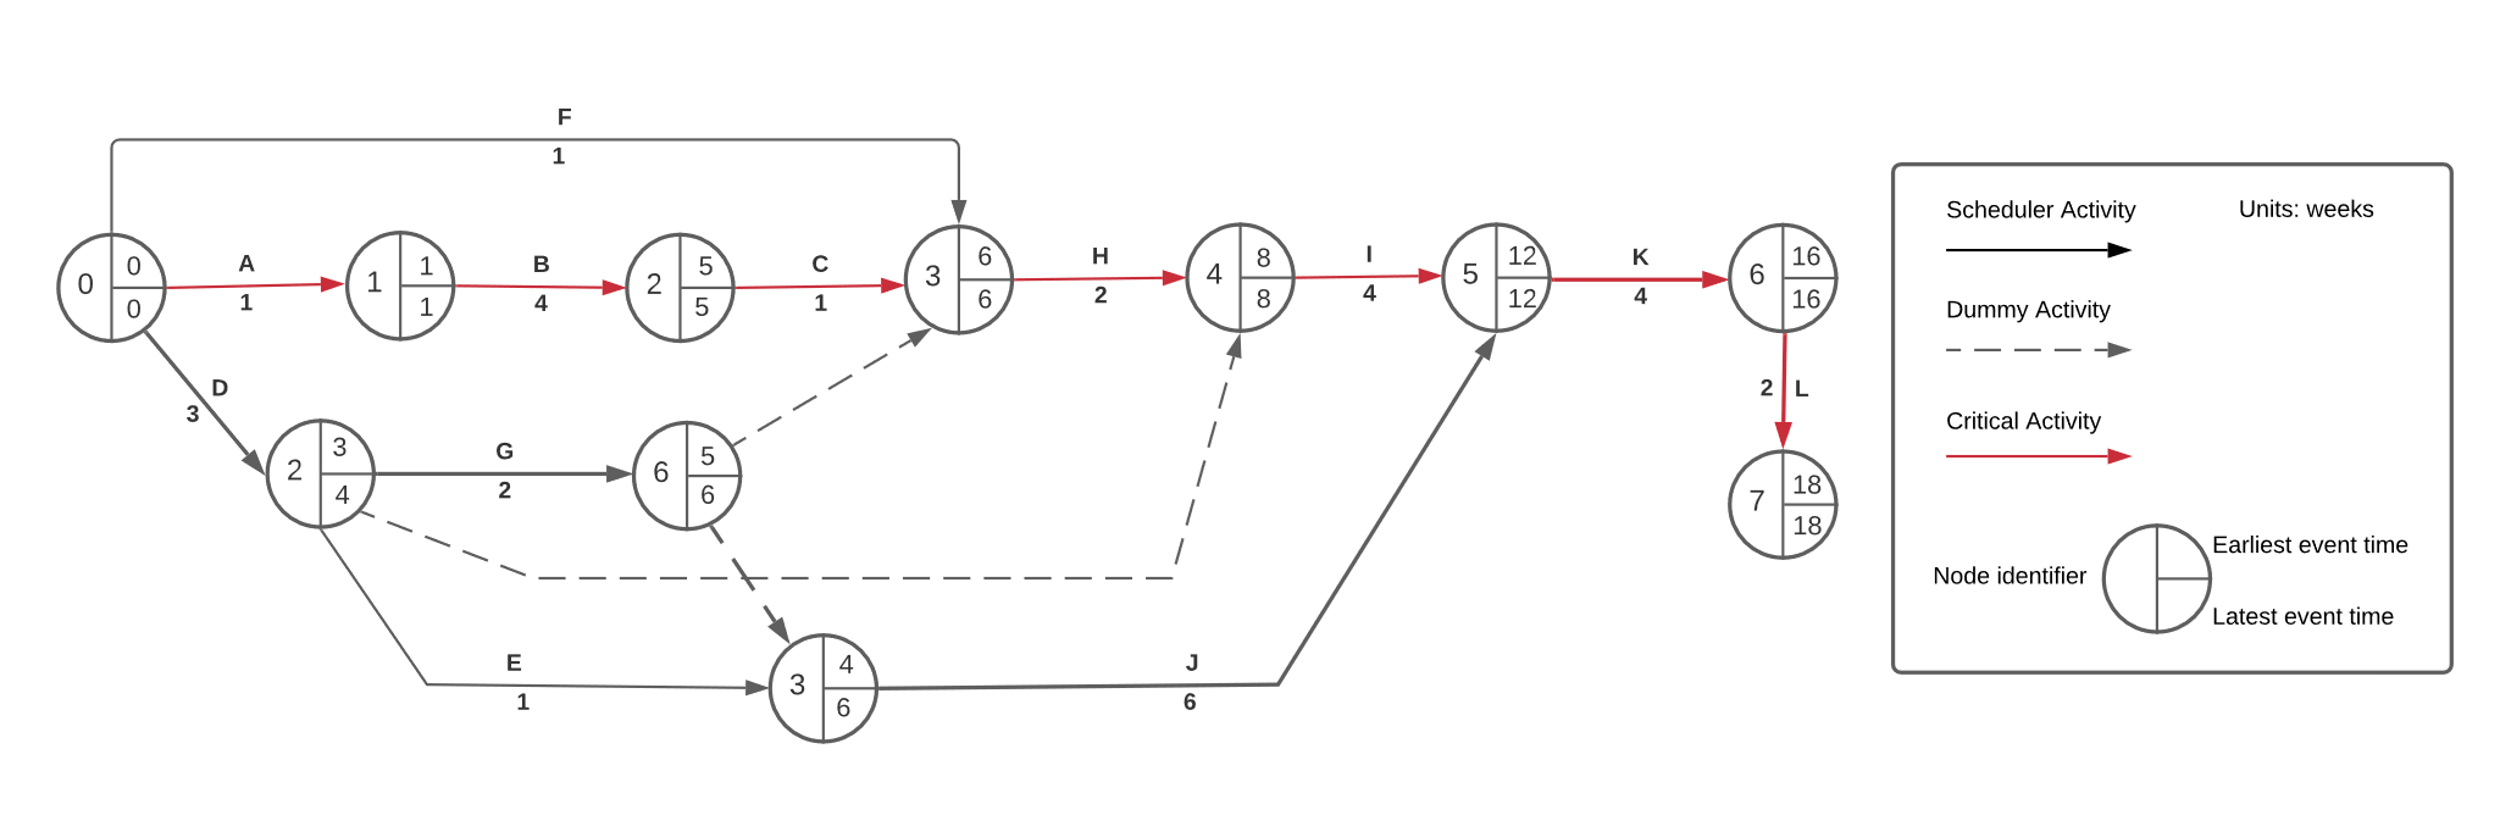 F
1
0
0
0
A
1
1
1
1
B
4
2
5
5
C
1
3
6
6
H
2
4
8
8
I
4
5
12
12
K
4
6
16
16
D
3
2
3
4
G
2
6
5
6
2 L
7
18
18
E
1
3
4
6
J
6
Scheduler Activity
Units: weeks
Dummy Activity
Critical Activity
Node identifier
Earliest event time
Latest event time